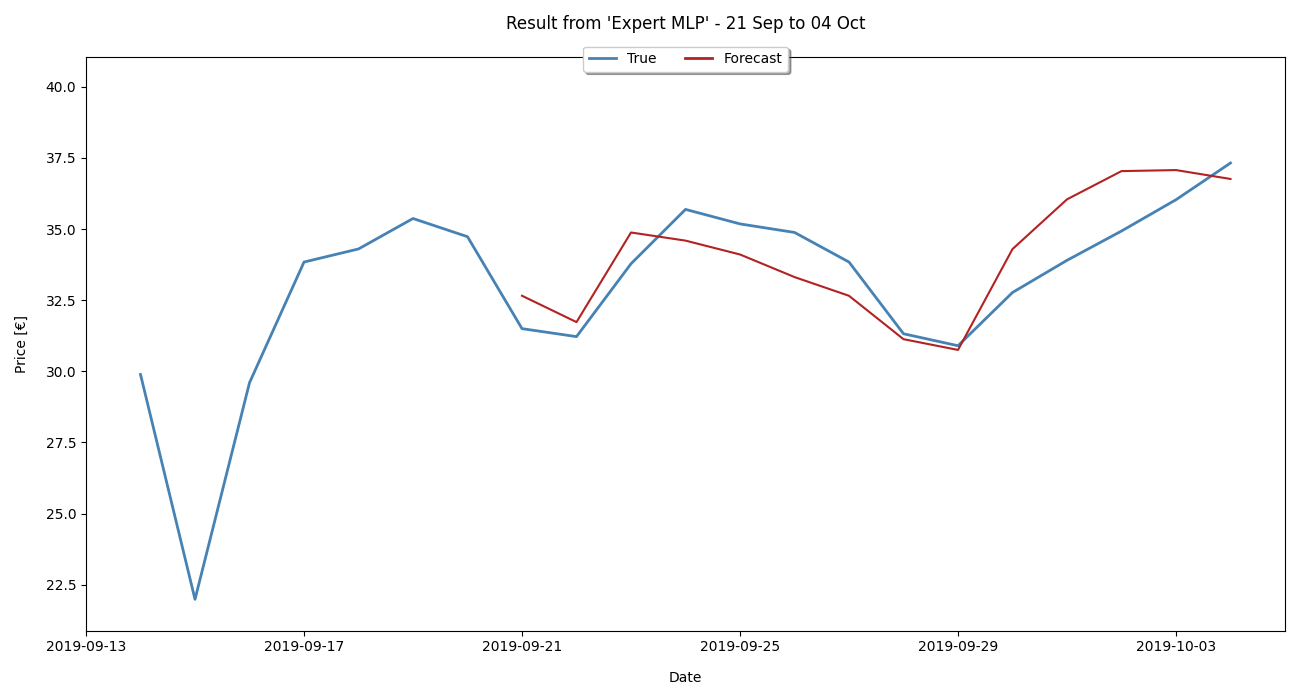 Result from 'Expert MLP' - 21 Sep to 04 Oct
True Forecast
40.0
37.5
35.0
32.5
30.0
27.5
25.0
22.5
Price [€]
2019-09-13 2019-09-17 2019-09-21 2019-09-25 2019-09-29 2019-10-03
Date